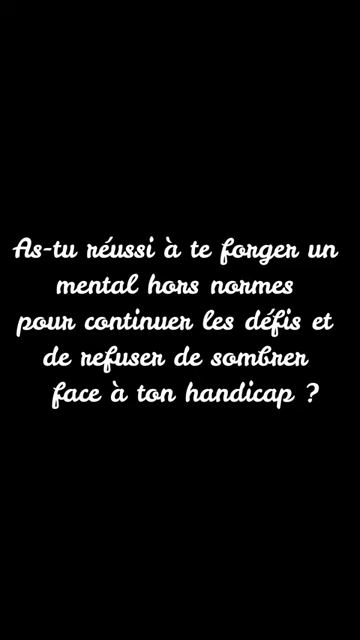 As-tu réussi à te forger un
mental hors normes
pour continuer les défis et
de refuser de sombrer
face à ton handicap ?